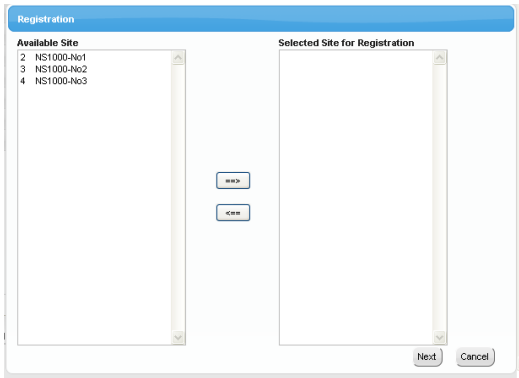 Registration
Available Site
Selected Site for Registration
2 NS1000-No1
3 NS1000-No2
4 NS1000-No3
==>
<==
Next
Cancel